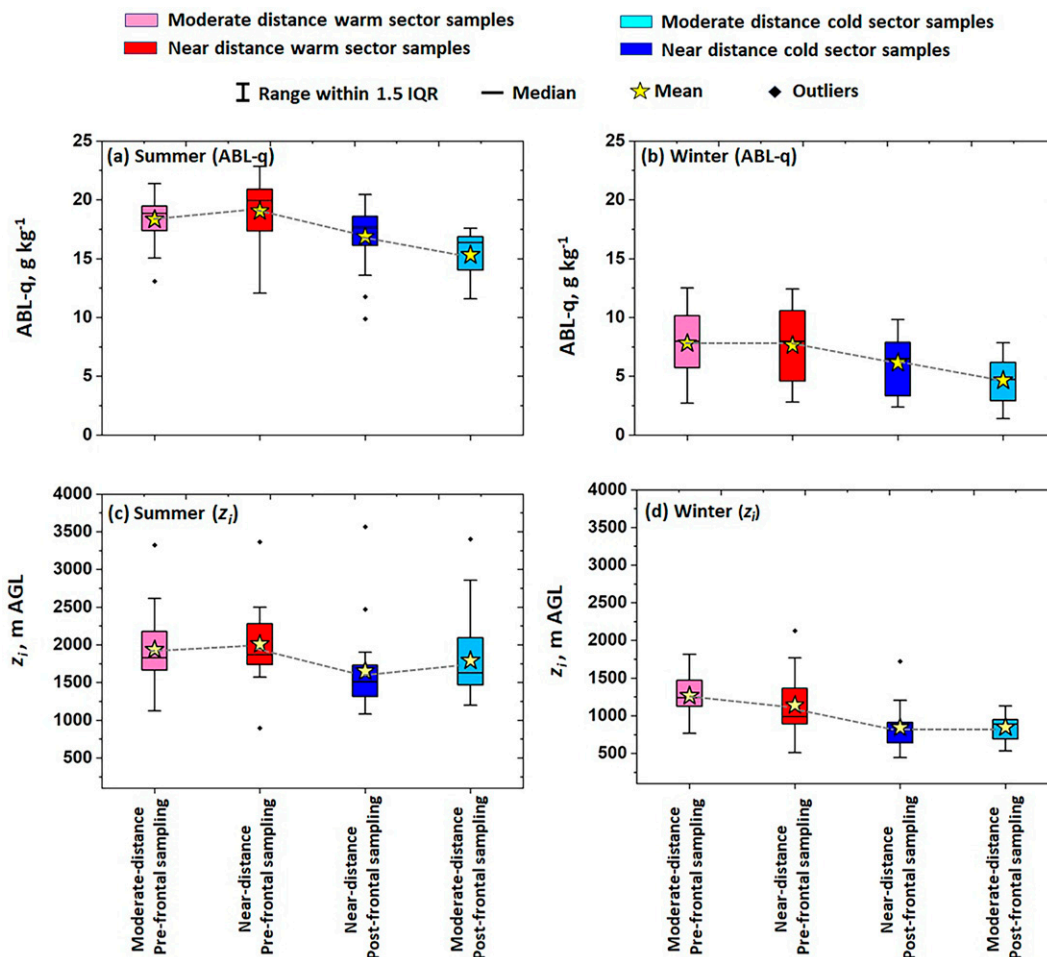 Moderate distance warm sector samples
Near distance warm sector samples
Moderate distance cold sector samples
Near distance cold sector samples
Range within 1.5 IQR
Median
Mean
Outliers
(a) Summer (ABL-q)
ABL-q, g kg-1
25
20
15
10
5
0
(b) Winter (ABL-q)
ABL-q, g kg-1
25
20
15
10
5
0
(c) Summer (zi)
zi, m AGL
4000
3500
3000
2500
2000
1500
1000
500
(d) Winter (zi)
zi, m AGL
4000
3500
3000
2500
2000
1500
1000
500
Moderate-distance
Pre-frontal sampling
Near-distance
Pre-frontal sampling
Near-distance
Post-frontal sampling
Moderate-distance
Post-frontal sampling
Moderate-distance
Pre-frontal sampling
Near-distance
Pre-frontal sampling
Near-distance
Post-frontal sampling
Moderate-distance
Post-frontal sampling